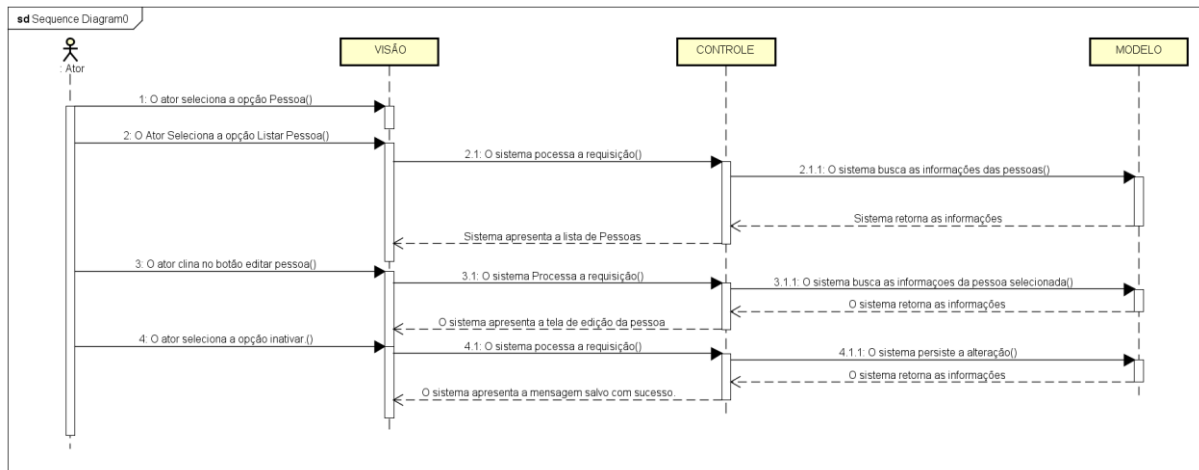 sd Sequence Diagram0
: Ator
VISÃO
CONTROLE
MODELO
1: O ator seleciona a opção Pessoa()
2: O Ator Seleciona a opção Listar Pessoa()
2.1: O sistema pocessa a requisição()
2.1.1: O sistema busca as informações das pessoas()
Sistema retorna as informações
Sistema apresenta a lista de Pessoas
3: O ator clina no botão editar pessoa()
3.1: O sistema Processa a requisição()
3.1.1: O sistema busca as informaçoes da pessoa selecionada()
O sistema retorna as informações
O sistema apresenta a tela de edição da pessoa
4: O ator seleciona a opção inativar.()
4.1: O sistema pocessa a requisição()
4.1.1: O sistema persiste a alteração()
O sistema retorna as informações
O sistema apresenta a mensagem salvo com sucesso.